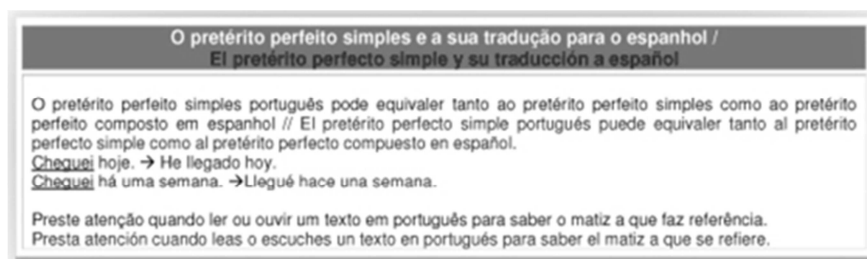 O pretérito perfeito simples e a sua tradução para o espanhol /
El pretérito perfecto simple y su traducción a español
O pretérito perfeito simples português pode equivaler tanto ao pretérito perfeito simples como ao pretérito
perfeito composto em espanhol // El pretérito perfecto simple portugués puede equivaler tanto al pretérito
perfecto simple como al pretérito perfecto compuesto en español.
Cheguei hoje. → He llegado hoy.
Cheguei há uma semana. →Llegué hace una semana.
Preste atenção quando ler ou ouvir um texto em português para saber o matiz a que faz referência.
Presta atención cuando leas o escuches un texto en portugués para saber el matiz a que se refiere.